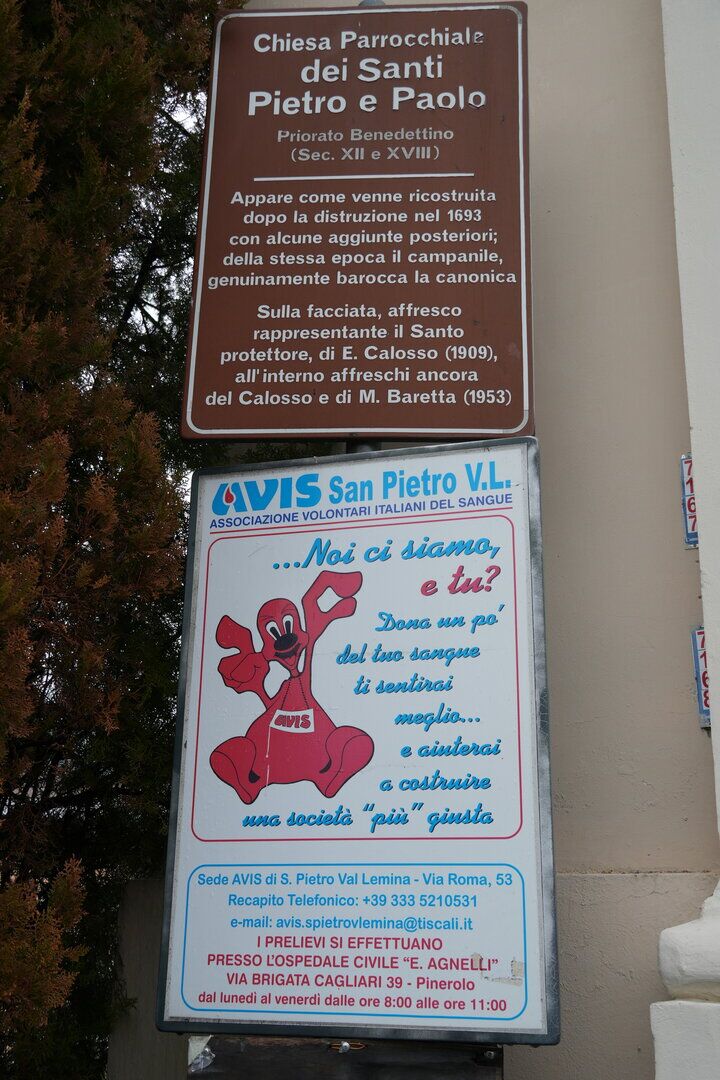 Chiesa Parrocchiale
dei Santi
Pietro e Paolo
Priorato Benedettino
(Sec. XII e XVIII)
Appare come venne ricostruita
dopo la distruzione nel 1693
con alcune aggiunte posteriori;
della stessa epoca il campanile,
genuinamente barocca la canonica
Sulla facciata, affresco
rappresentante il Santo
protettore, di E. Calosso (1909),
all'interno affreschi ancora
del Calosso e di M. Baretta (1953)
AVIS San Pietro V.L.
ASSOCIAZIONE VOLONTARI ITALIANI DEL SANGUE
...Noi ci siamo,
e tu?
Dona un po'
del tuo sangue
ti sentirai
meglio...
e aiuterai
a costruire
una società "più" giusta
AVIS
Sede AVIS di S. Pietro Val Lemina - Via Roma, 53
Recapito Telefonico: +39 333 5210531
e-mail: avis.spietrovlemina@tiscali.it
I PRELIEVI SI EFFETTUANO
PRESSO L'OSPEDALE CIVILE "E. AGNELLI"
VIA BRIGATA CAGLIARI 39 - Pinerolo
dal lunedì al venerdì dalle ore 8:00 alle ore 11:00
7167
7168